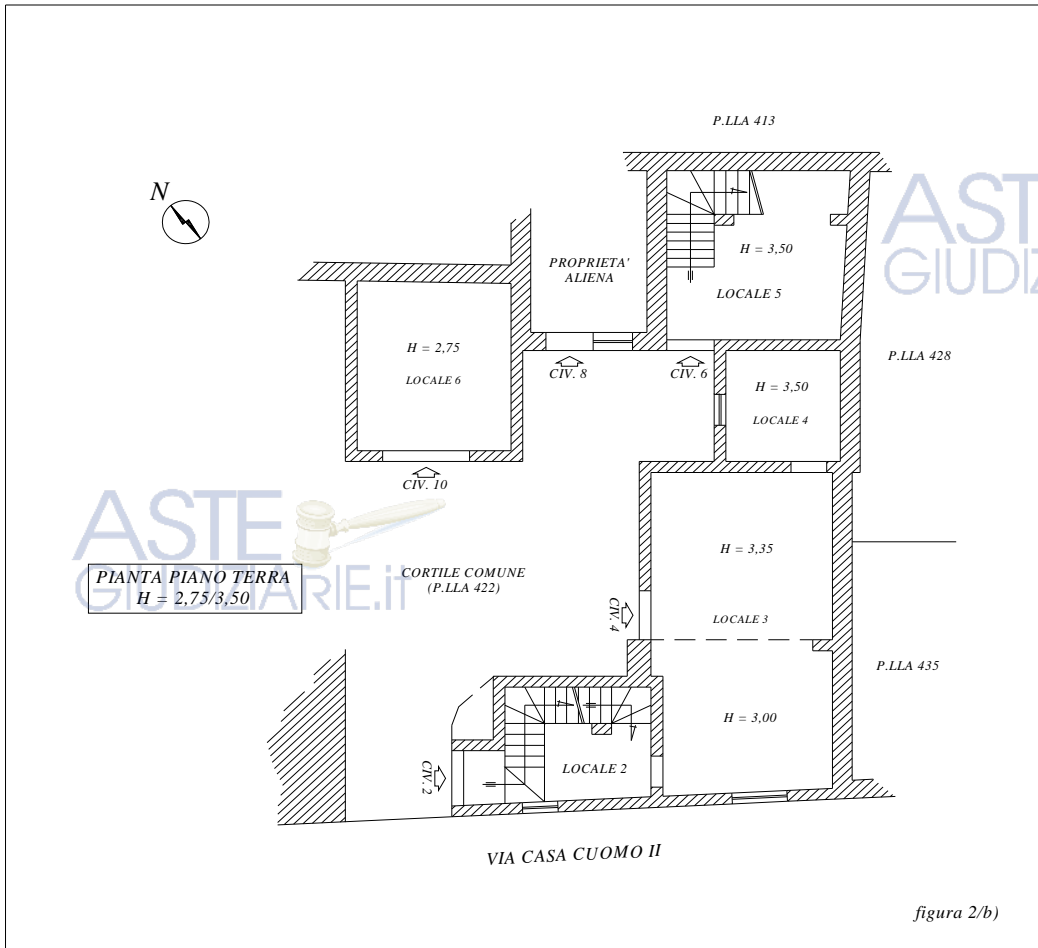 P.LLA 413
N
ASTE
GIUDIZ
H = 3,50
LOCALE 5
PROPRIETA'
ALIENA
H = 2,75
LOCALE 6
CIV. 8
CIV. 6
P.LLA 428
H = 3,50
LOCALE 4
CIV. 10
ASTE
GIUDIZIARIE.it
PIANTA PIANO TERRA
H = 2,75/3,50
CORTILE COMUNE
(P.LLA 422)
H = 3,35
CIV. 4
LOCALE 3
P.LLA 435
H = 3,00
CIV. 2
LOCALE 2
VIA CASA CUOMO II
figura 2/b)